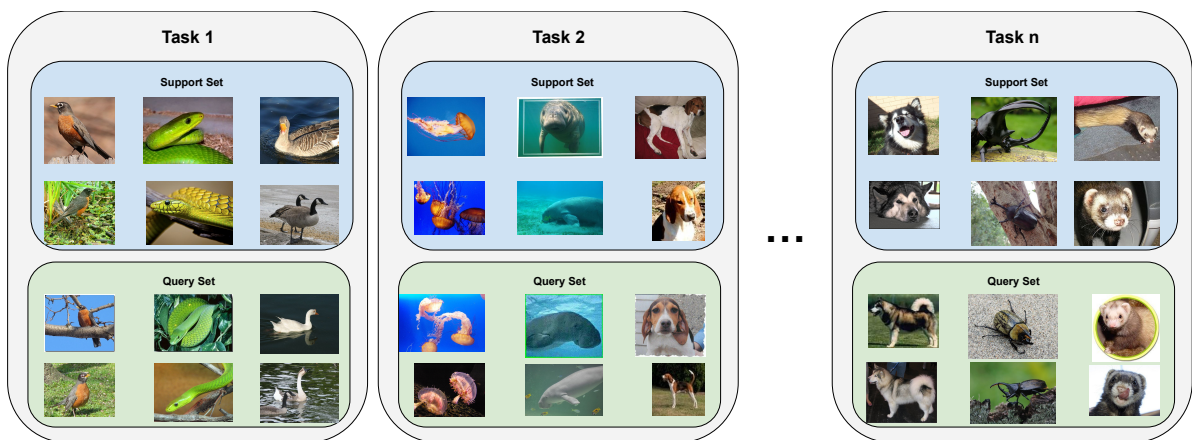 Task 1
Support Set
Query Set
Task 2
Support Set
Query Set
...
Task n
Support Set
Query Set